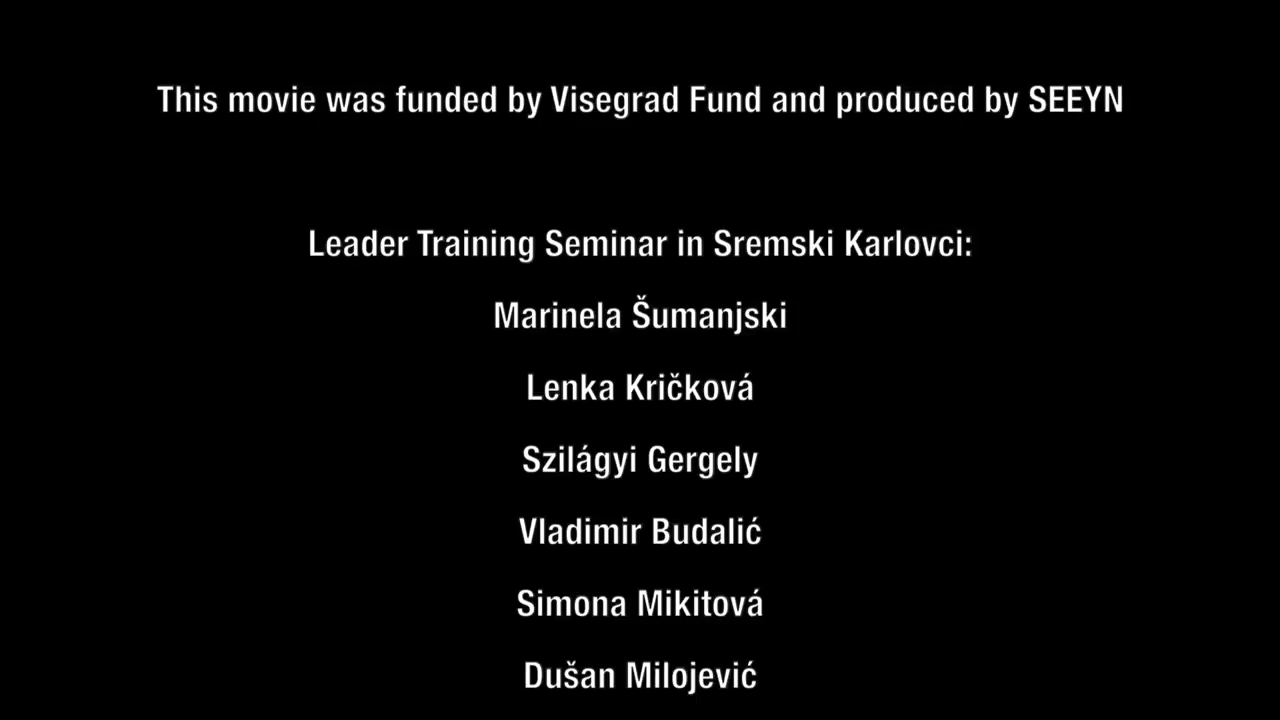 This movie was funded by Visegrad Fund and produced by SEEYN
Leader Training Seminar in Sremski Karlovci:
Marinela Šumanjski
Lenka Kričková
Szilágyi Gergely
Vladimir Budalić
Simona Mikitová
Dušan Milojević